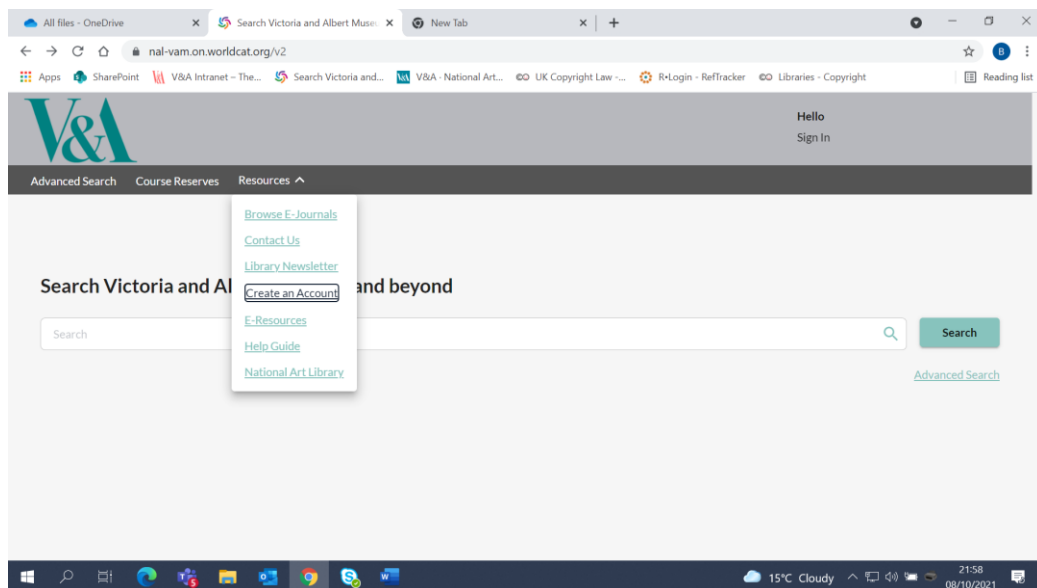 All files - OneDrive
Search Victoria and Albert Museu
New Tab
nal-vam.on.worldcat.org/v2
B
Apps SharePoint V&A Intranet – The... Search Victoria and... V&A - National Art... UK Copyright Law -... R•Login - RefTracker Libraries - Copyright Reading list
V&A
Hello
Sign In
Advanced Search Course Reserves Resources
Browse E-Journals
Contact Us
Library Newsletter
Create an Account
E-Resources
Help Guide
National Art Library
Search Victoria and Al and beyond
Search Search
Advanced Search
15°C Cloudy
21:58
08/10/2021